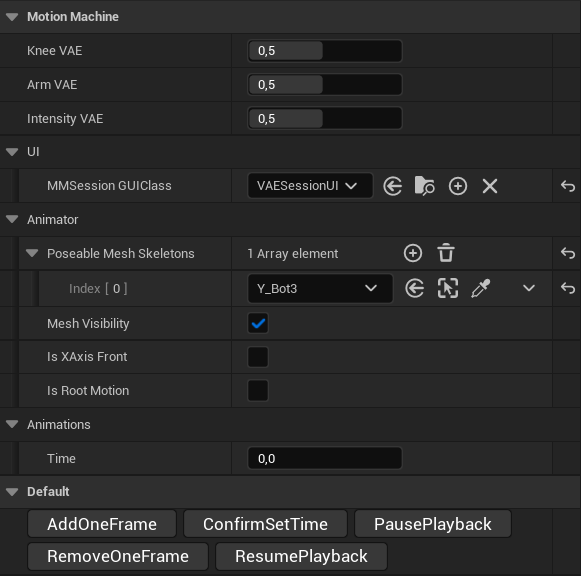 Motion Machine
Knee VAE 0,5
Arm VAE 0,5
Intensity VAE 0,5
UI
MMSession GUIClass VAESessionUI
Animator
Poseable Mesh Skeletons 1 Array element
Index [ 0 ] Y_Bot3
Mesh Visibility
Is XAxis Front
Is Root Motion
Animations
Time 0,0
Default
AddOneFrame ConfirmSetTime PausePlayback
RemoveOneFrame ResumePlayback